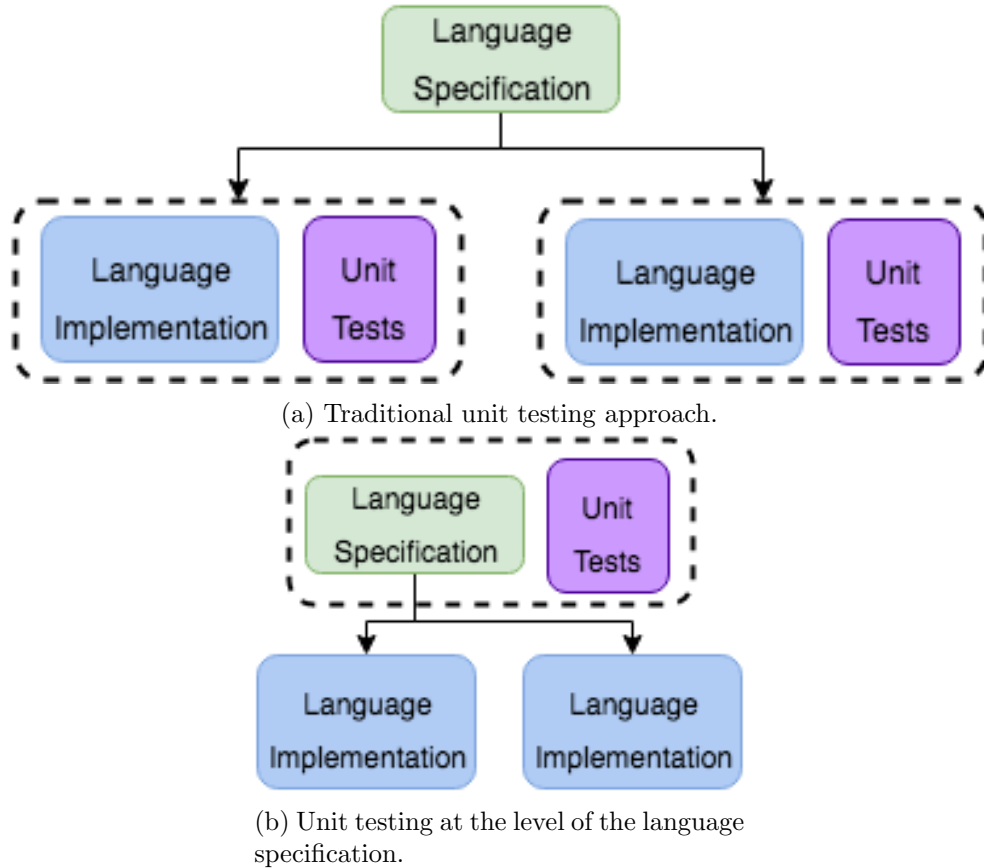 Language
Specification
Language
Implementation
Unit
Tests
Language
Implementation
Unit
Tests
(a) Traditional unit testing approach.
Language
Specification
Unit
Tests
Language
Implementation
Language
Implementation
(b) Unit testing at the level of the language
specification.